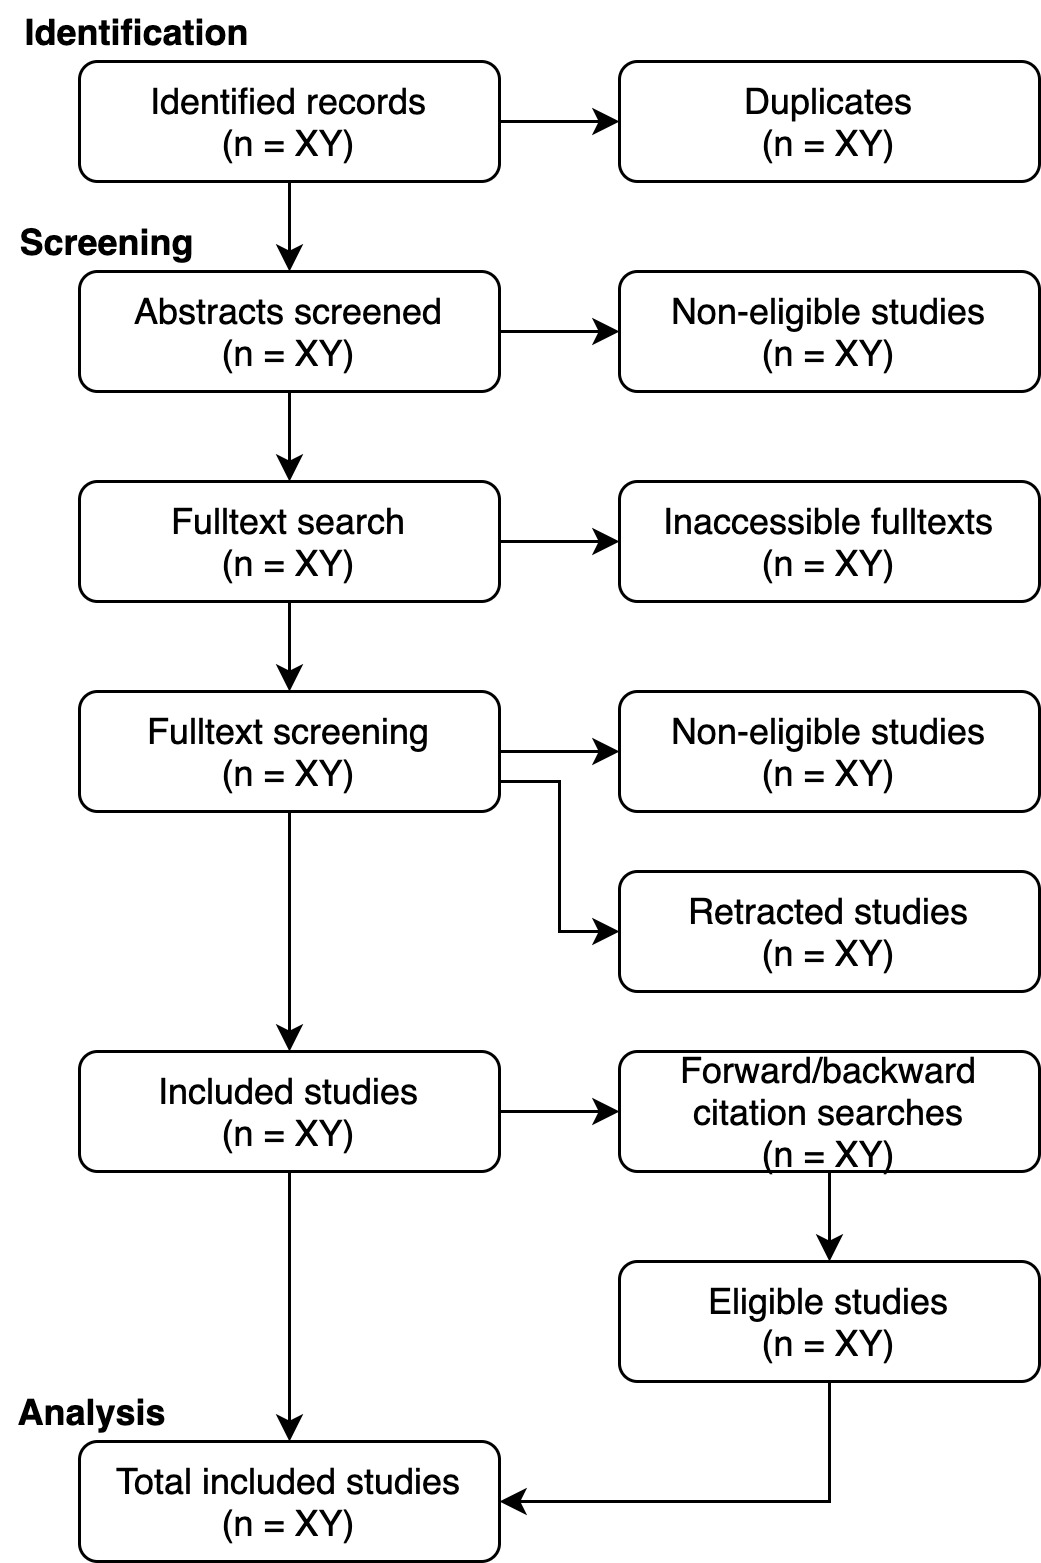 Identification
Identified records
(n = XY)
Duplicates
(n = XY)
Screening
Abstracts screened
(n = XY)
Non-eligible studies
(n = XY)
Fulltext search
(n = XY)
Inaccessible fulltexts
(n = XY)
Fulltext screening
(n = XY)
Non-eligible studies
(n = XY)
Retracted studies
(n = XY)
Included studies
(n = XY)
Forward/backward
citation searches
(n = XY)
Eligible studies
(n = XY)
Analysis
Total included studies
(n = XY)